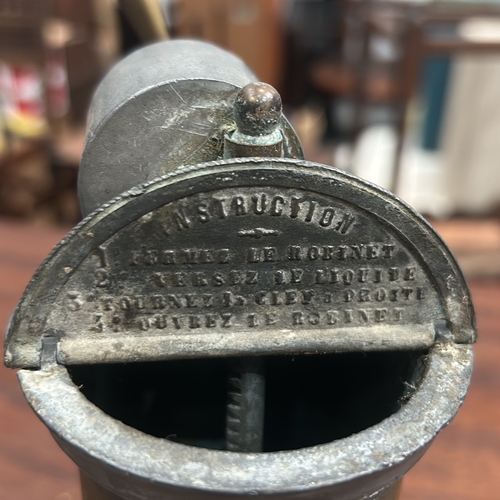 INSTRUCTION
1° FERMEZ LE ROBINET
2° VERSEZ LE LIQUIDE
3° TOURNEZ LA CLEF A DROITE
4° OUVREZ LE ROBINET